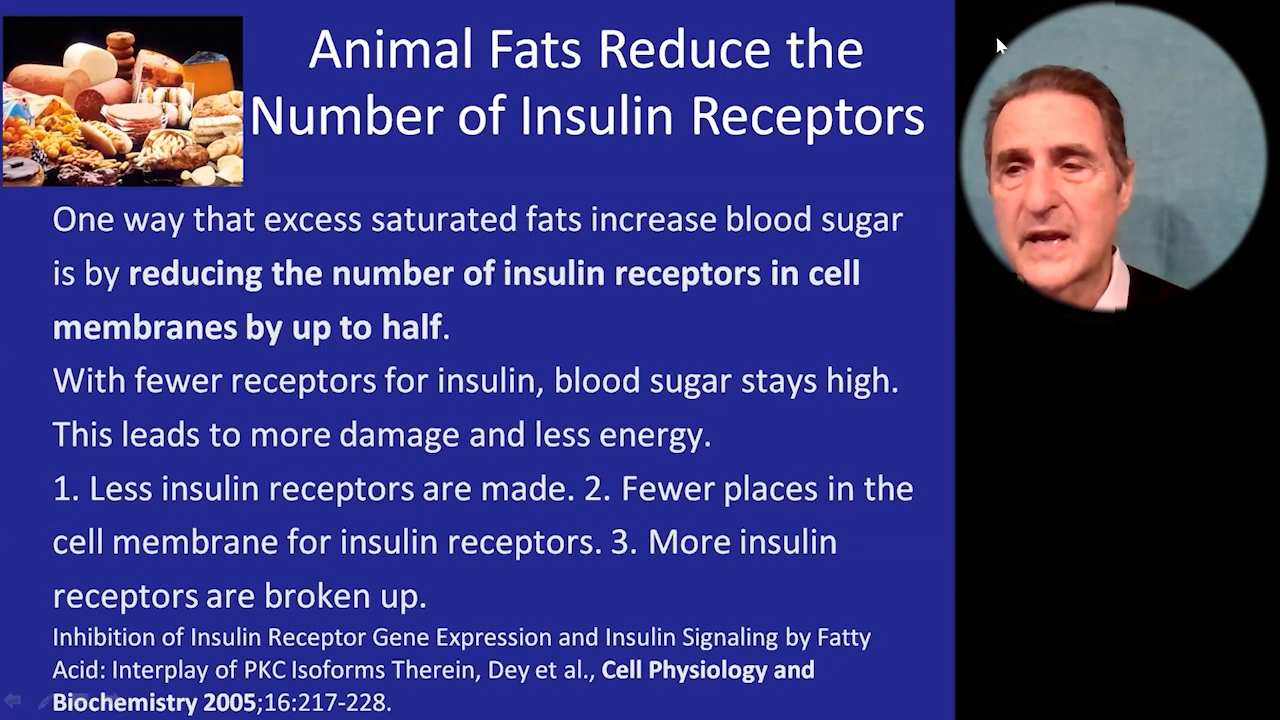 Animal Fats Reduce the
Number of Insulin Receptors
One way that excess saturated fats increase blood sugar
is by reducing the number of insulin receptors in cell
membranes by up to half.
With fewer receptors for insulin, blood sugar stays high.
This leads to more damage and less energy.
1. Less insulin receptors are made. 2. Fewer places in the
cell membrane for insulin receptors. 3. More insulin
receptors are broken up.
Inhibition of Insulin Receptor Gene Expression and Insulin Signaling by Fatty
Acid: Interplay of PKC Isoforms Therein, Dey et al., Cell Physiology and
Biochemistry 2005;16:217-228.